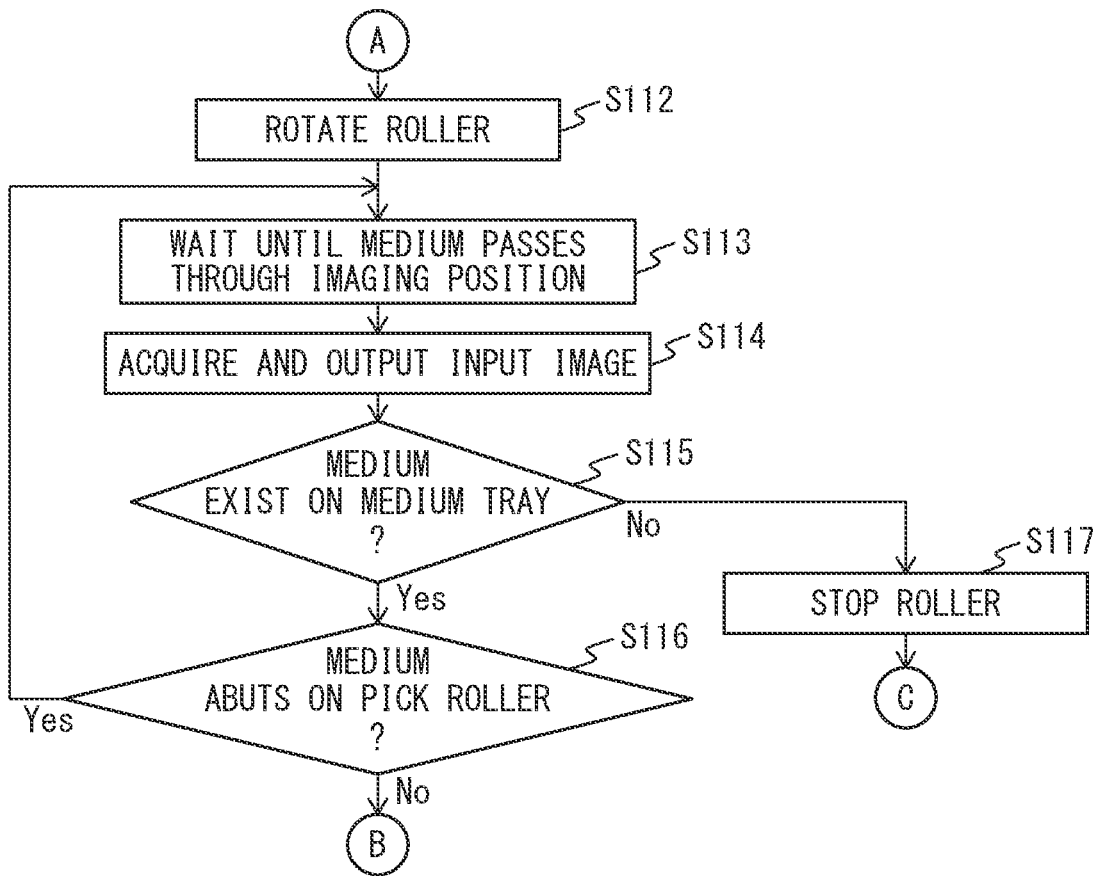 A
S112
ROTATE ROLLER
S113
WAIT UNTIL MEDIUM PASSES
THROUGH IMAGING POSITION
S114
ACQUIRE AND OUTPUT INPUT IMAGE
S115
MEDIUM
EXIST ON MEDIUM TRAY
?
No
Yes
S117
STOP ROLLER
C
S116
MEDIUM
ABUTS ON PICK ROLLER
?
Yes
No
B